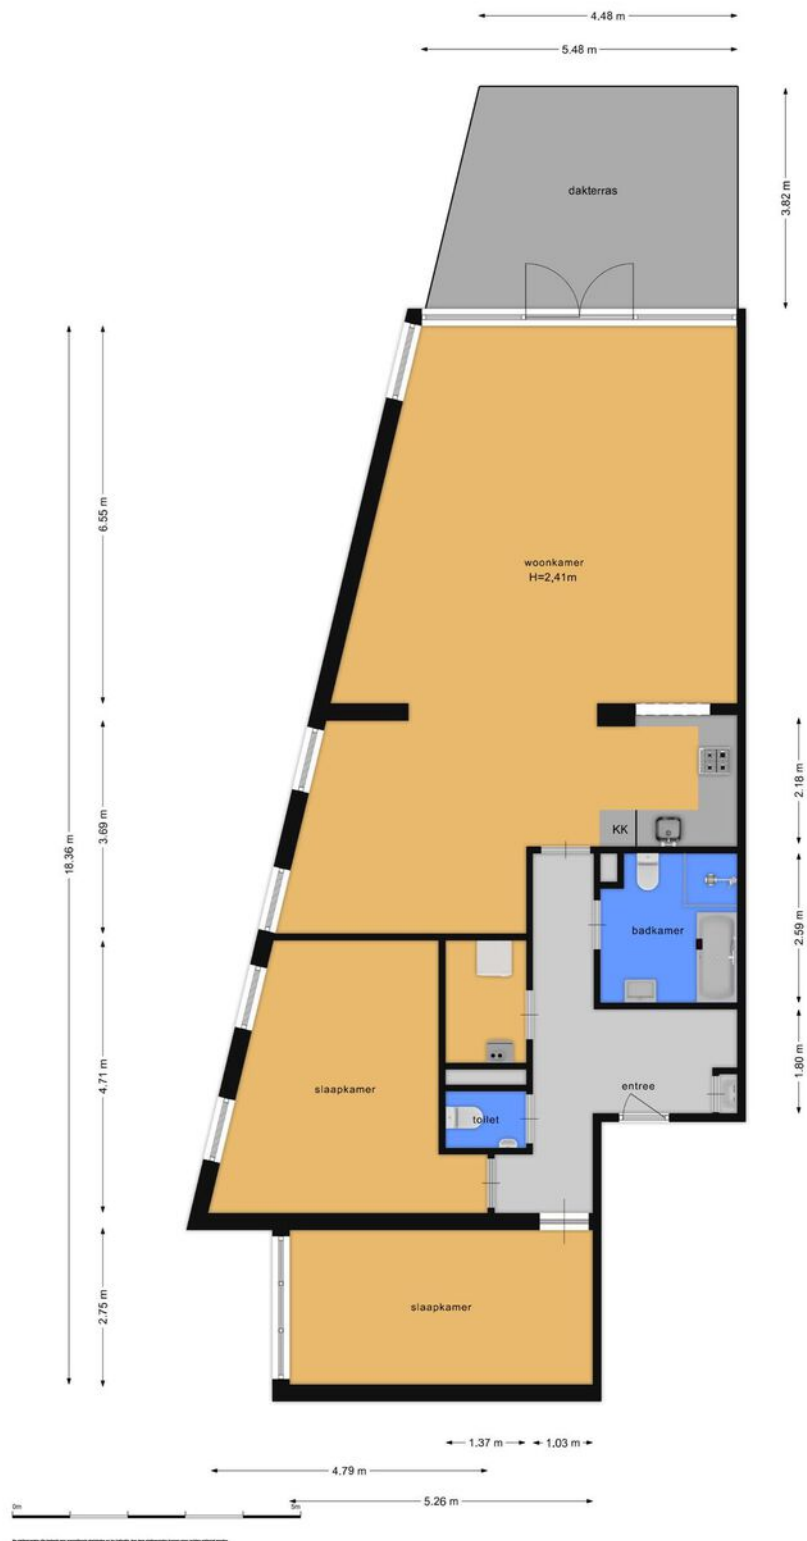 4.48 m
5.48 m
dakterras
3.82 m
6.55 m
woonkamer
H=2,41m
2.18 m
3.69 m
18.36 m
KK
badkamer
2.59 m
4.71 m
slaapkamer
entree
1.80 m
toilet
2.75 m
slaapkamer
1.37 m
1.03 m
4.79 m
5.26 m
0m
5m